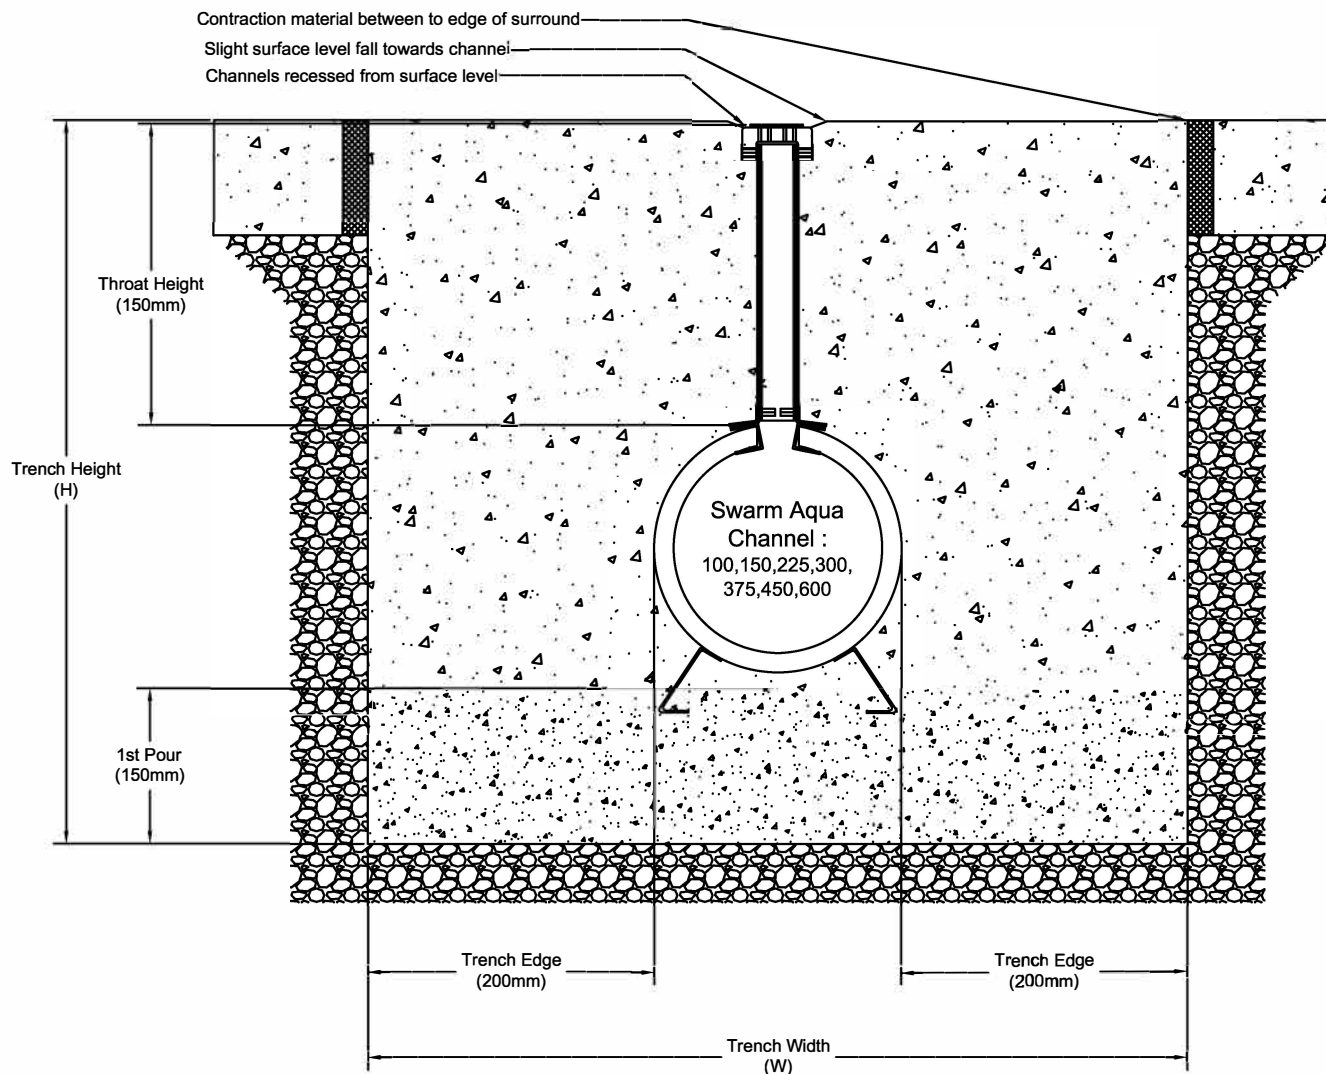 Contraction material between to edge of surround
Slight surface level fall towards channel
Channels recessed from surface level
Throat Height
(150mm)
Trench Height
(H)
Swarm Aqua
Channel :
100,150,225,300,
375,450,600
1st Pour
(150mm)
Trench Edge
(200mm)
Trench Edge
(200mm)
Trench Width
(W)